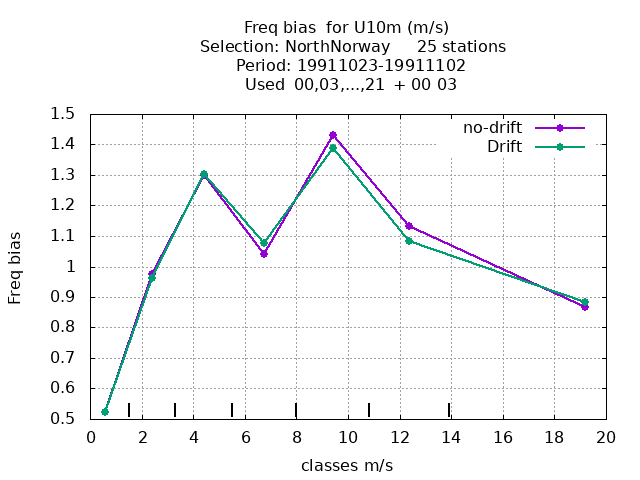 Freq bias  for U10m (m/s)
Selection: NorthNorway     25 stations
Period: 19911023-19911102
Used  00,03,...,21  + 00 03
no-drift
Drift
Freq bias
1.5
1.4
1.3
1.2
1.1
1
0.9
0.8
0.7
0.6
0.5
0 2 4 6 8 10 12 14 16 18 20
classes m/s